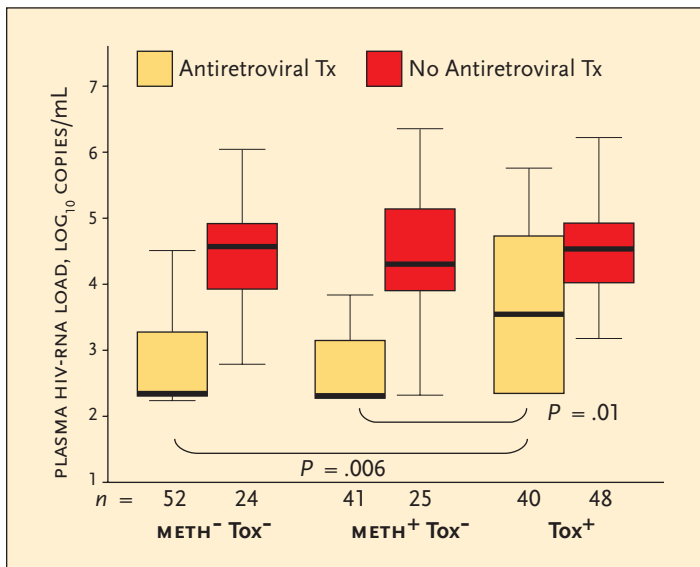 Antiretroviral Tx No Antiretroviral Tx
PLASMA HIV-RNA LOAD, LOG₁₀ COPIES/mL
7
6
5
4
3
2
1
P = .01
P = .006
n = 52 24 41 25 40 48
METH⁻ Tox⁻ METH⁺ Tox⁻ Tox⁺